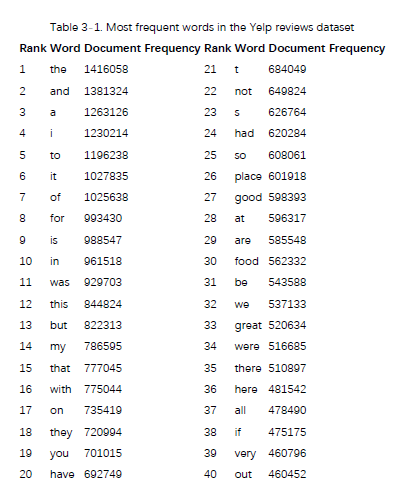 Table 3-1. Most frequent words in the Yelp reviews dataset
Rank Word Document Frequency Rank Word Document Frequency
1 the 1416058 21 t 684049
2 and 1381324 22 not 649824
3 a 1263126 23 s 626764
4 i 1230214 24 had 620284
5 to 1196238 25 so 608061
6 it 1027835 26 place 601918
7 of 1025638 27 good 598393
8 for 993430 28 at 596317
9 is 988547 29 are 585548
10 in 961518 30 food 562332
11 was 929703 31 be 543588
12 this 844824 32 we 537133
13 but 822313 33 great 520634
14 my 786595 34 were 516685
15 that 777045 35 there 510897
16 with 775044 36 here 481542
17 on 735419 37 all 478490
18 they 720994 38 if 475175
19 you 701015 39 very 460796
20 have 692749 40 out 460452